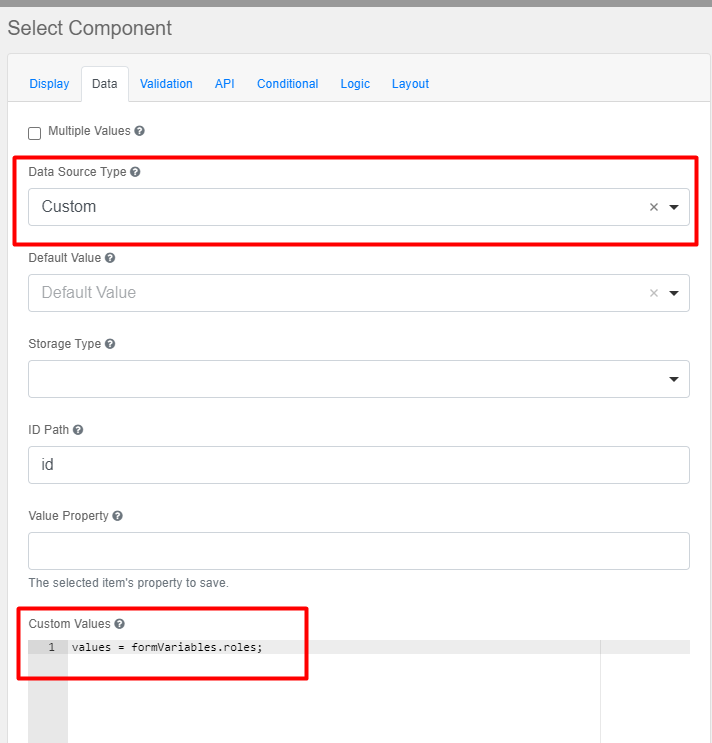 Select Component
Display Data Validation API Conditional Logic Layout
Multiple Values
Data Source Type
Custom
Default Value
Default Value
Storage Type
ID Path
id
Value Property
The selected item's property to save.
Custom Values
1 values = formVariables.roles;